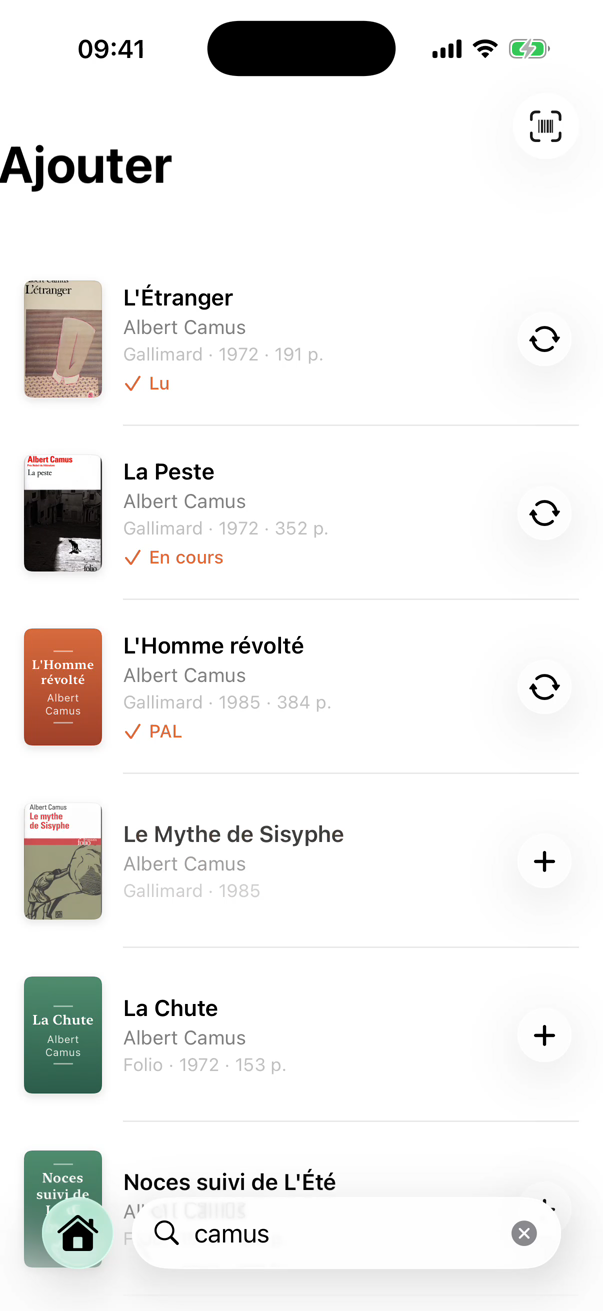 09:41
Ajouter
L'étranger
L'Étranger
Albert Camus
Gallimard · 1972 · 191 p.
✓ Lu
Albert Camus
La peste
folio
La Peste
Albert Camus
Gallimard · 1972 · 352 p.
✓ En cours
L'Homme
révolté
Albert
Camus
L'Homme révolté
Albert Camus
Gallimard · 1985 · 384 p.
✓ PAL
Albert Camus
Le mythe
de Sisyphe
folio
Le Mythe de Sisyphe
Albert Camus
Gallimard · 1985
La Chute
Albert
Camus
La Chute
Albert Camus
Folio · 1972 · 153 p.
Noces
suivi de
Noces suivi de L'Été
camus